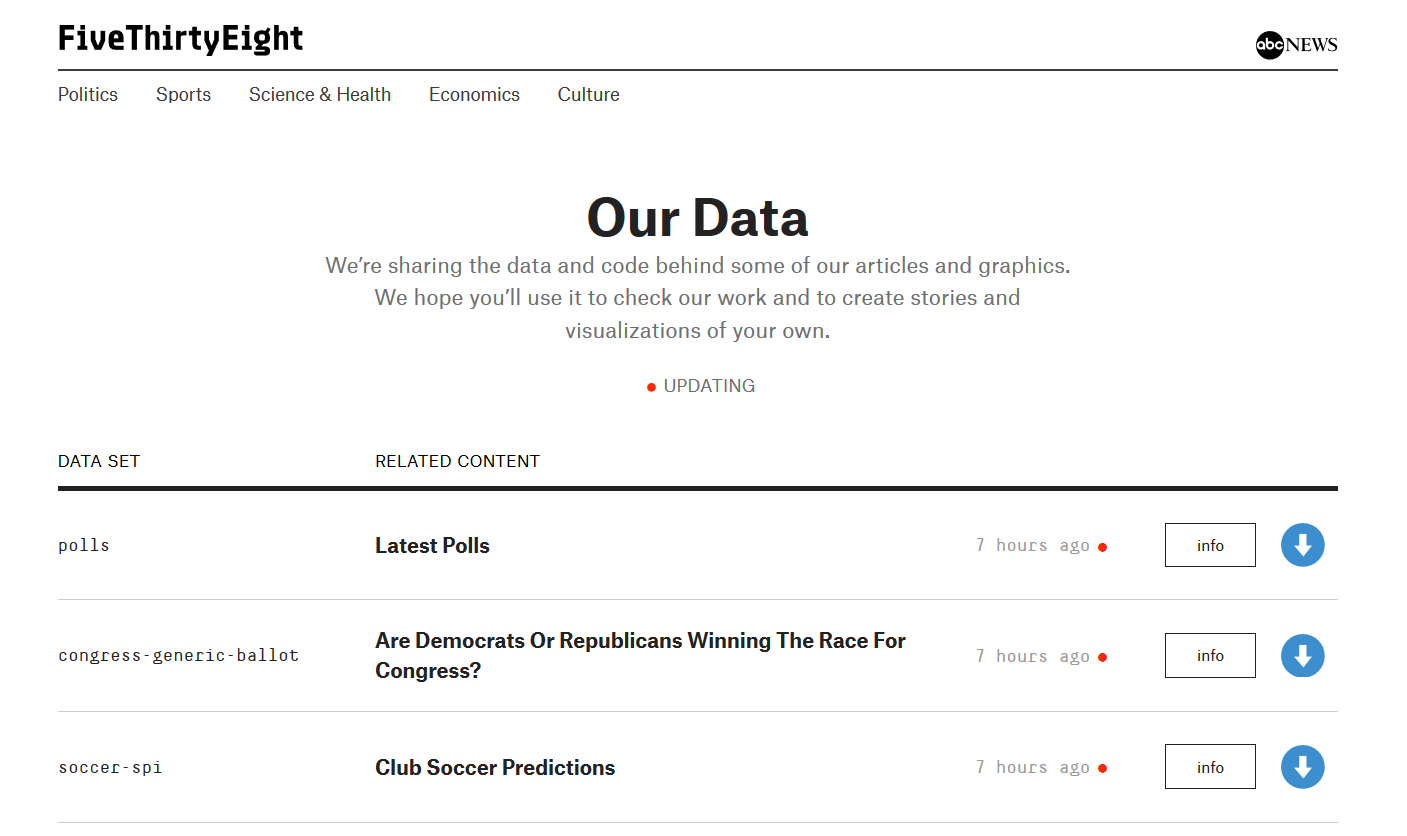 FiveThirtyEight
abc NEWS
Politics Sports Science & Health Economics Culture
Our Data
We’re sharing the data and code behind some of our articles and graphics.
We hope you’ll use it to check our work and to create stories and
visualizations of your own.
UPDATING
DATA SET RELATED CONTENT
polls Latest Polls 7 hours ago info
congress-generic-ballot Are Democrats Or Republicans Winning The Race For
Congress? 7 hours ago info
soccer-spi Club Soccer Predictions 7 hours ago info